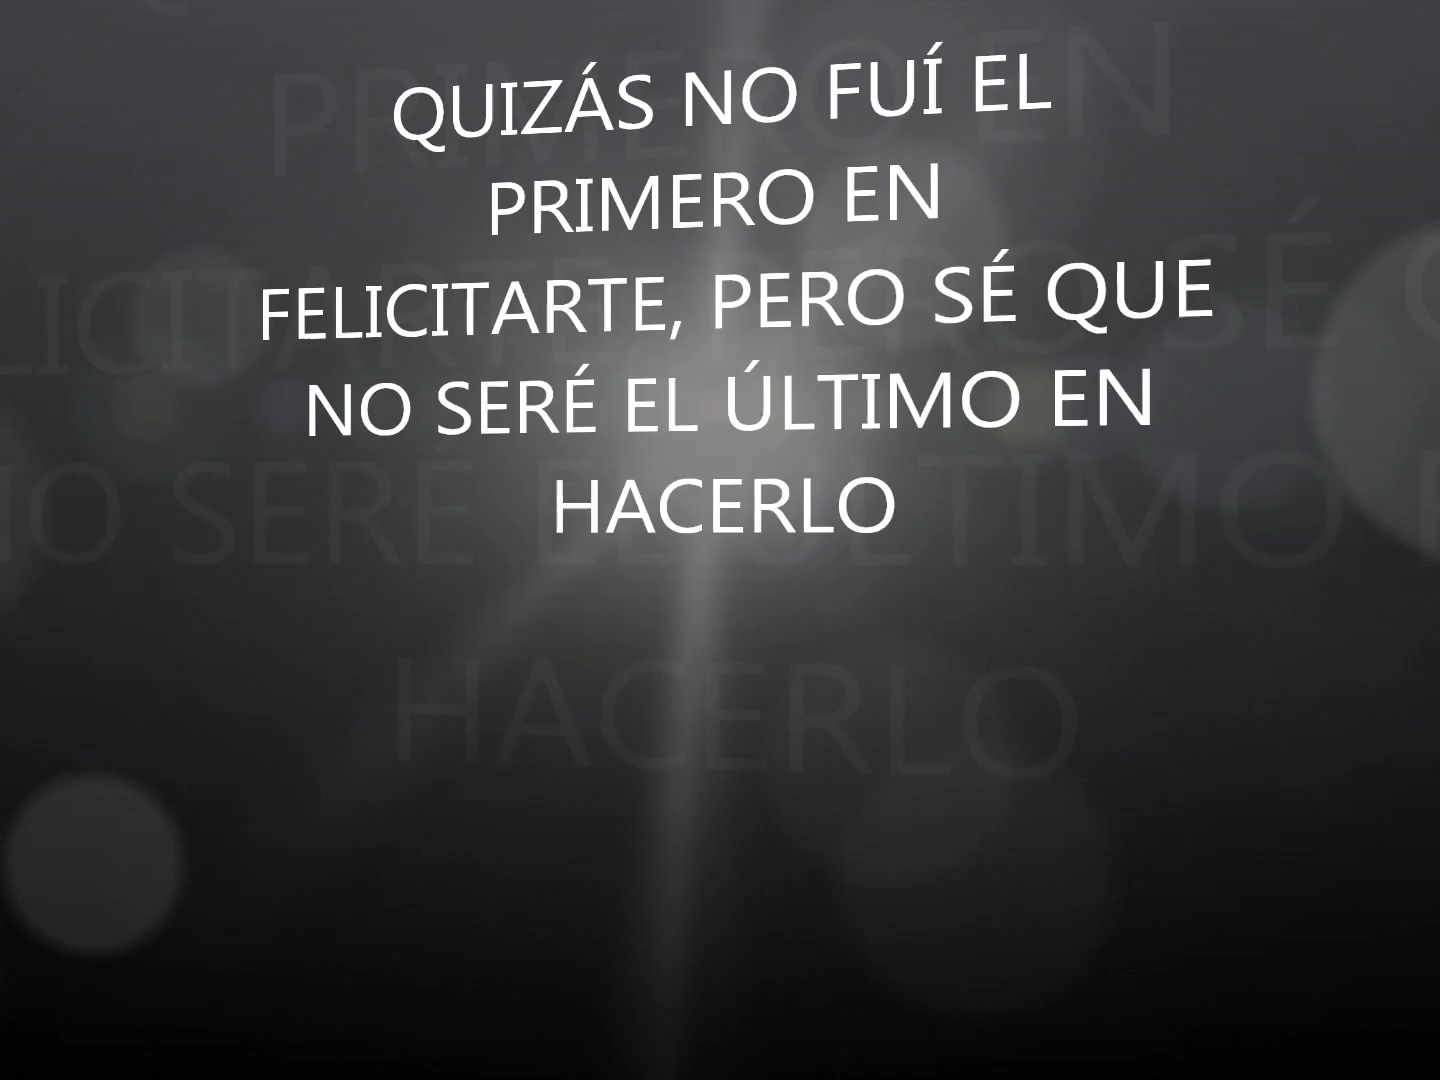 QUIZÁS NO FUÍ EL
PRIMERO EN
FELICITARTE, PERO SÉ QUE
NO SERÉ EL ÚLTIMO EN
HACERLO